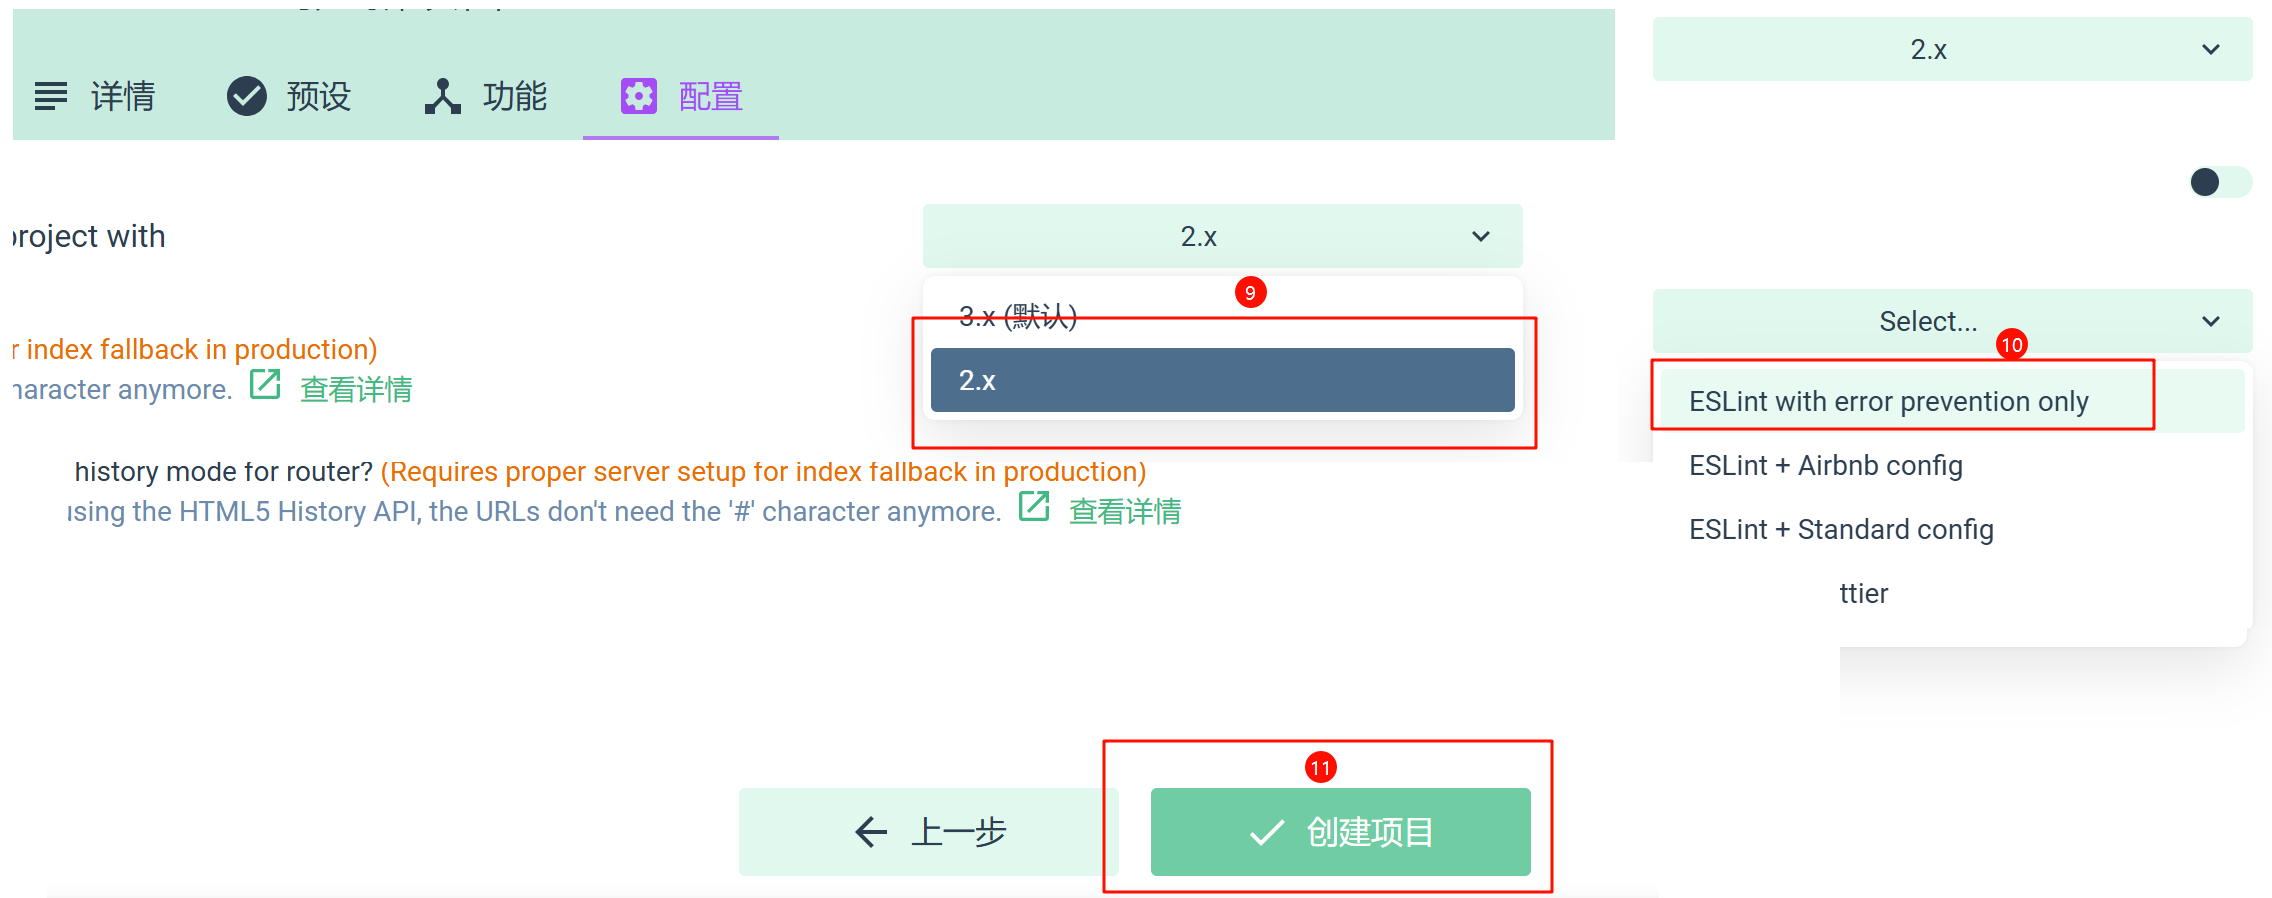 详情
预设
功能
配置
project with
2.x
9
3.x (默认)
2.x
r index fallback in production)
character anymore.
查看详情
history mode for router? (Requires proper server setup for index fallback in production)
using the HTML5 History API, the URLs don't need the '#' character anymore.
查看详情
2.x
Select...
10
ESLint with error prevention only
ESLint + Airbnb config
ESLint + Standard config
ttier
11
上一步
创建项目